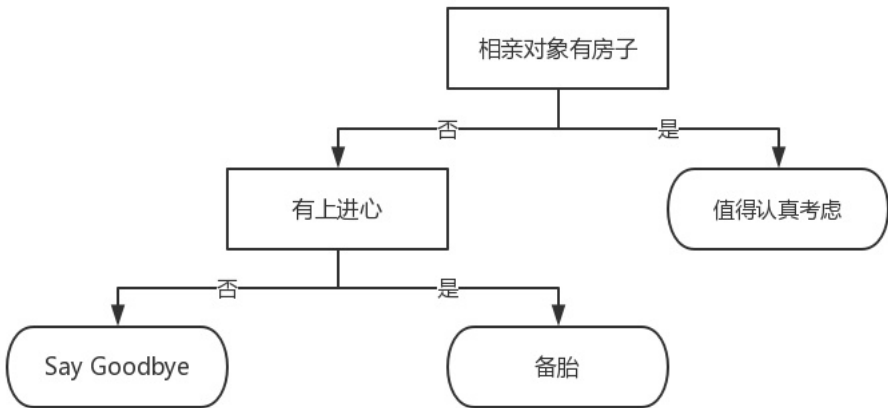 相亲对象有房子
否
是
有上进心
值得认真考虑
否
是
Say Goodbye
备胎